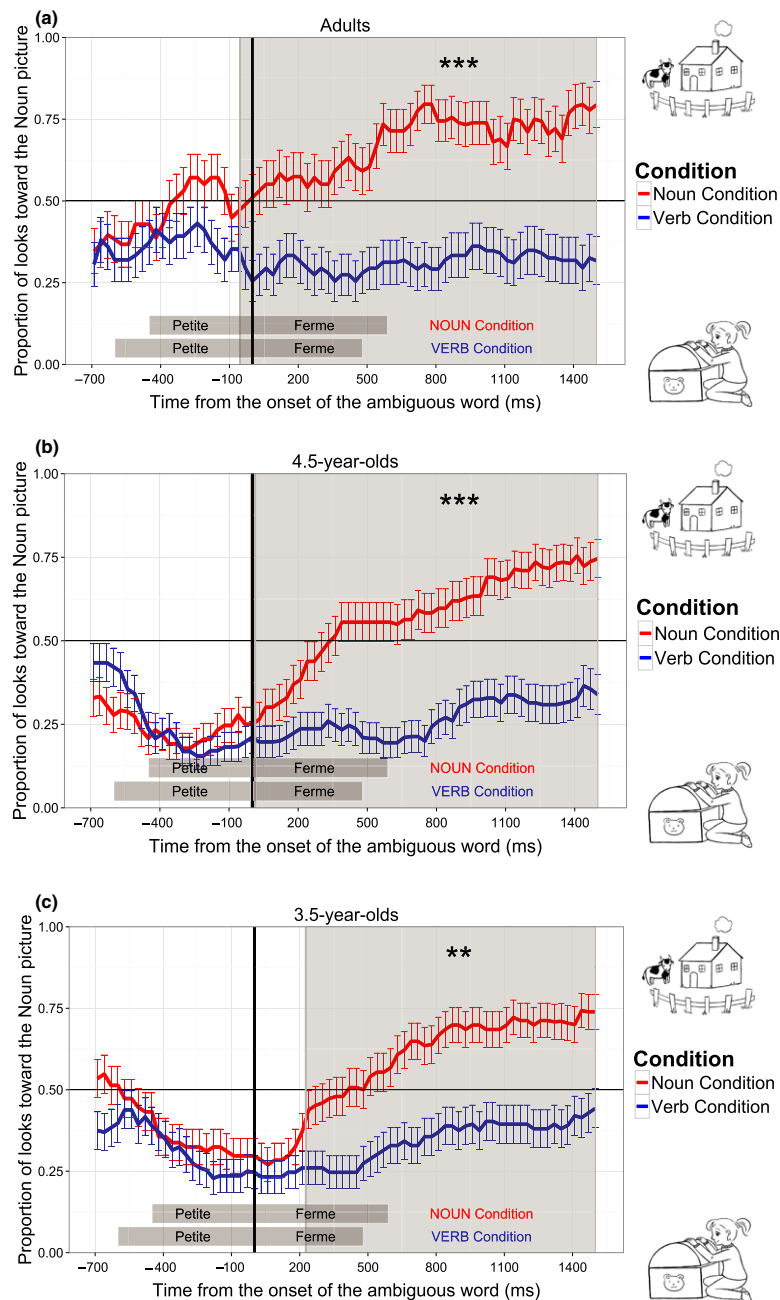 (a)
Adults
Proportion of looks toward the Noun picture
1.00
0.75
0.50
0.25
0.00
***
Petite Ferme NOUN Condition
Petite Ferme VERB Condition
−700 −400 −100 200 500 800 1100 1400
Time from the onset of the ambiguous word (ms)
Condition
Noun Condition
Verb Condition
(b)
4.5-year-olds
Proportion of looks toward the Noun picture
1.00
0.75
0.50
0.25
0.00
***
Petite Ferme NOUN Condition
Petite Ferme VERB Condition
−700 −400 −100 200 500 800 1100 1400
Time from the onset of the ambiguous word (ms)
Condition
Noun Condition
Verb Condition
(c)
3.5-year-olds
Proportion of looks toward the Noun picture
1.00
0.75
0.50
0.25
0.00
**
Petite Ferme NOUN Condition
Petite Ferme VERB Condition
−700 −400 −100 200 500 800 1100 1400
Time from the onset of the ambiguous word (ms)
Condition
Noun Condition
Verb Condition